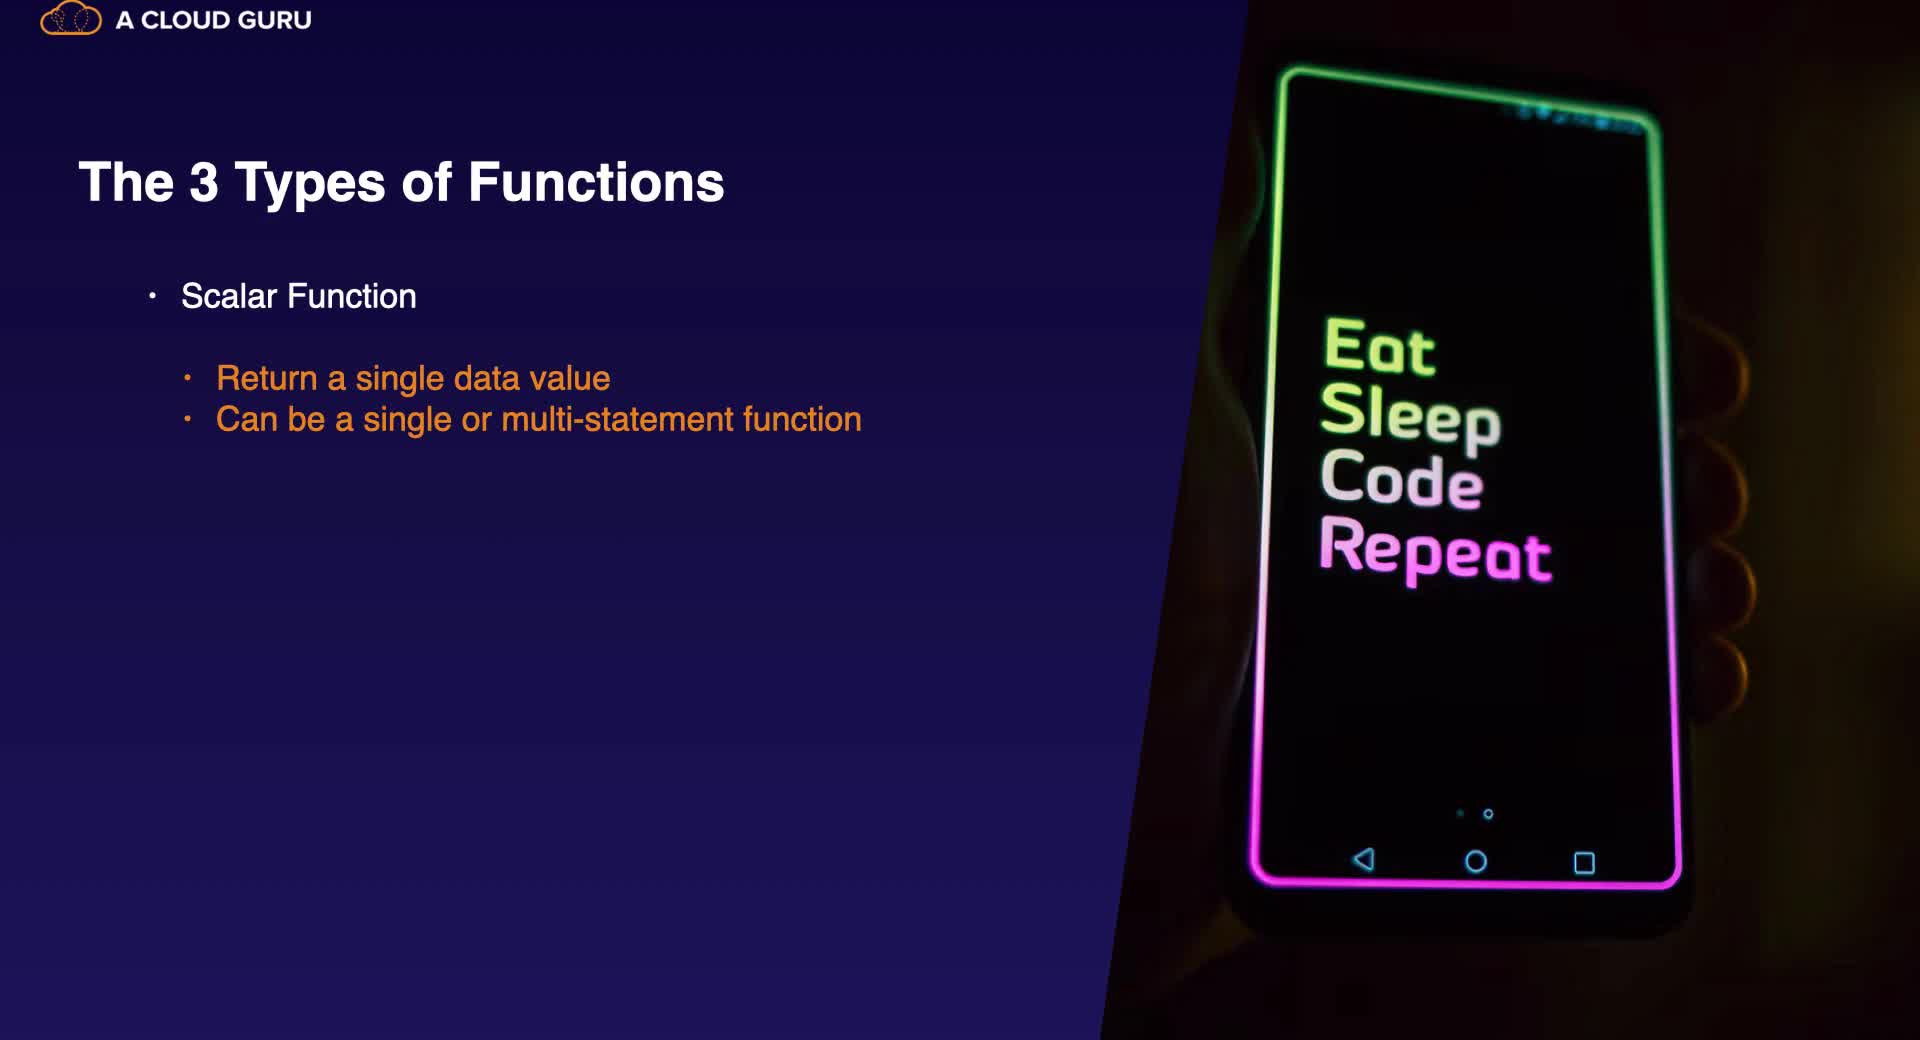 A CLOUD GURU
The 3 Types of Functions
• Scalar Function
• Return a single data value
• Can be a single or multi-statement function
Eat
Sleep
Code
Repeat